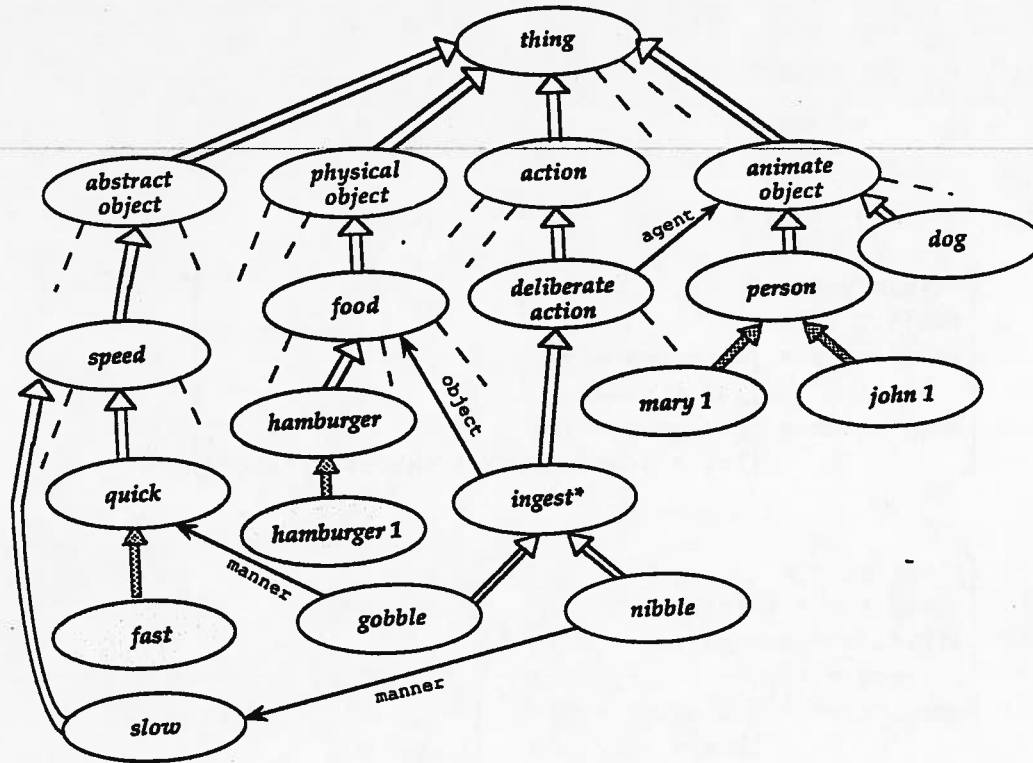 thing
abstract
object
physical
object
action
animate
object
agent
dog
food
deliberate
action
person
speed
object
mary 1
john 1
hamburger
quick
ingest*
hamburger 1
manner
fast
gobble
nibble
manner
slow